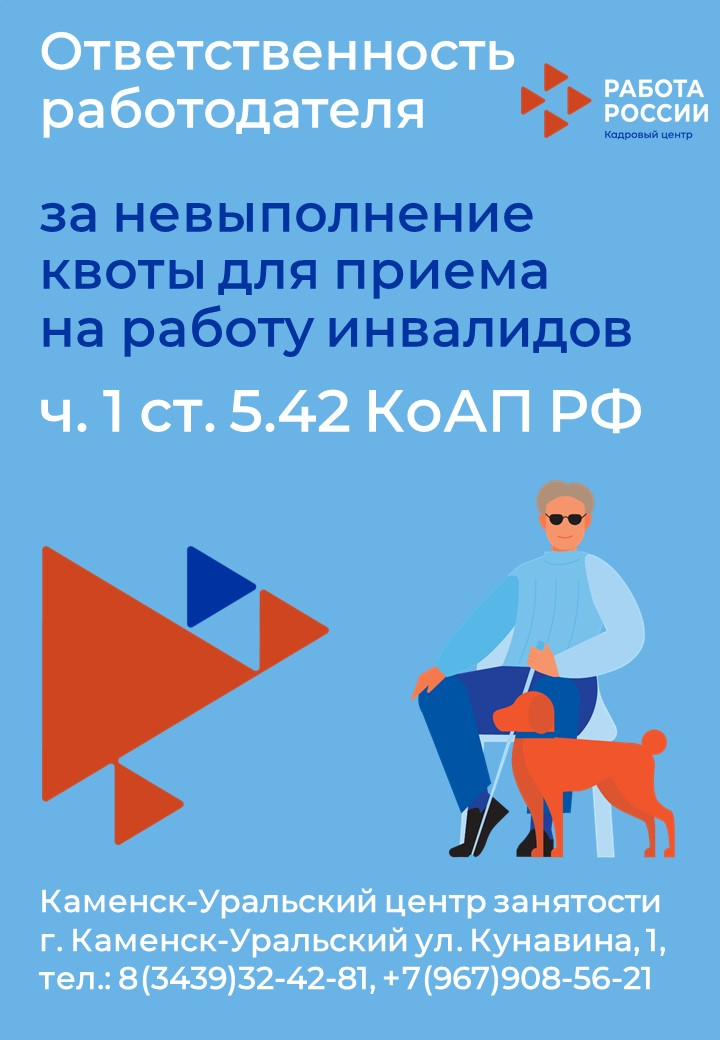 Ответственность
работодателя
РАБОТА
РОССИИ
Кадровый центр
за невыполнение
квоты для приема
на работу инвалидов
ч. 1 ст. 5.42 КоАП РФ
Каменск-Уральский центр занятости
г. Каменск-Уральский ул. Кунавина, 1,
тел.: 8(3439)32-42-81, +7(967)908-56-21